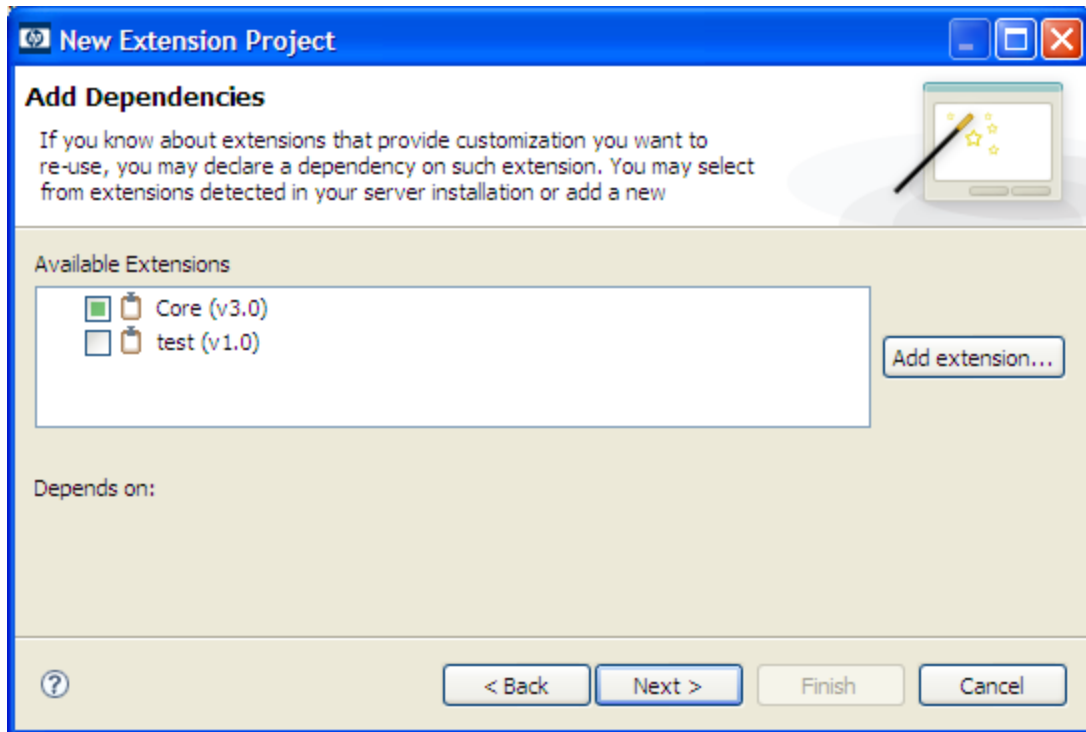 New Extension Project
Add Dependencies
If you know about extensions that provide customization you want to
re-use, you may declare a dependency on such extension. You may select
from extensions detected in your server installation or add a new
Available Extensions
Core (v3.0)
test (v1.0)
Add extension...
Depends on:
?
< Back
Next >
Finish
Cancel